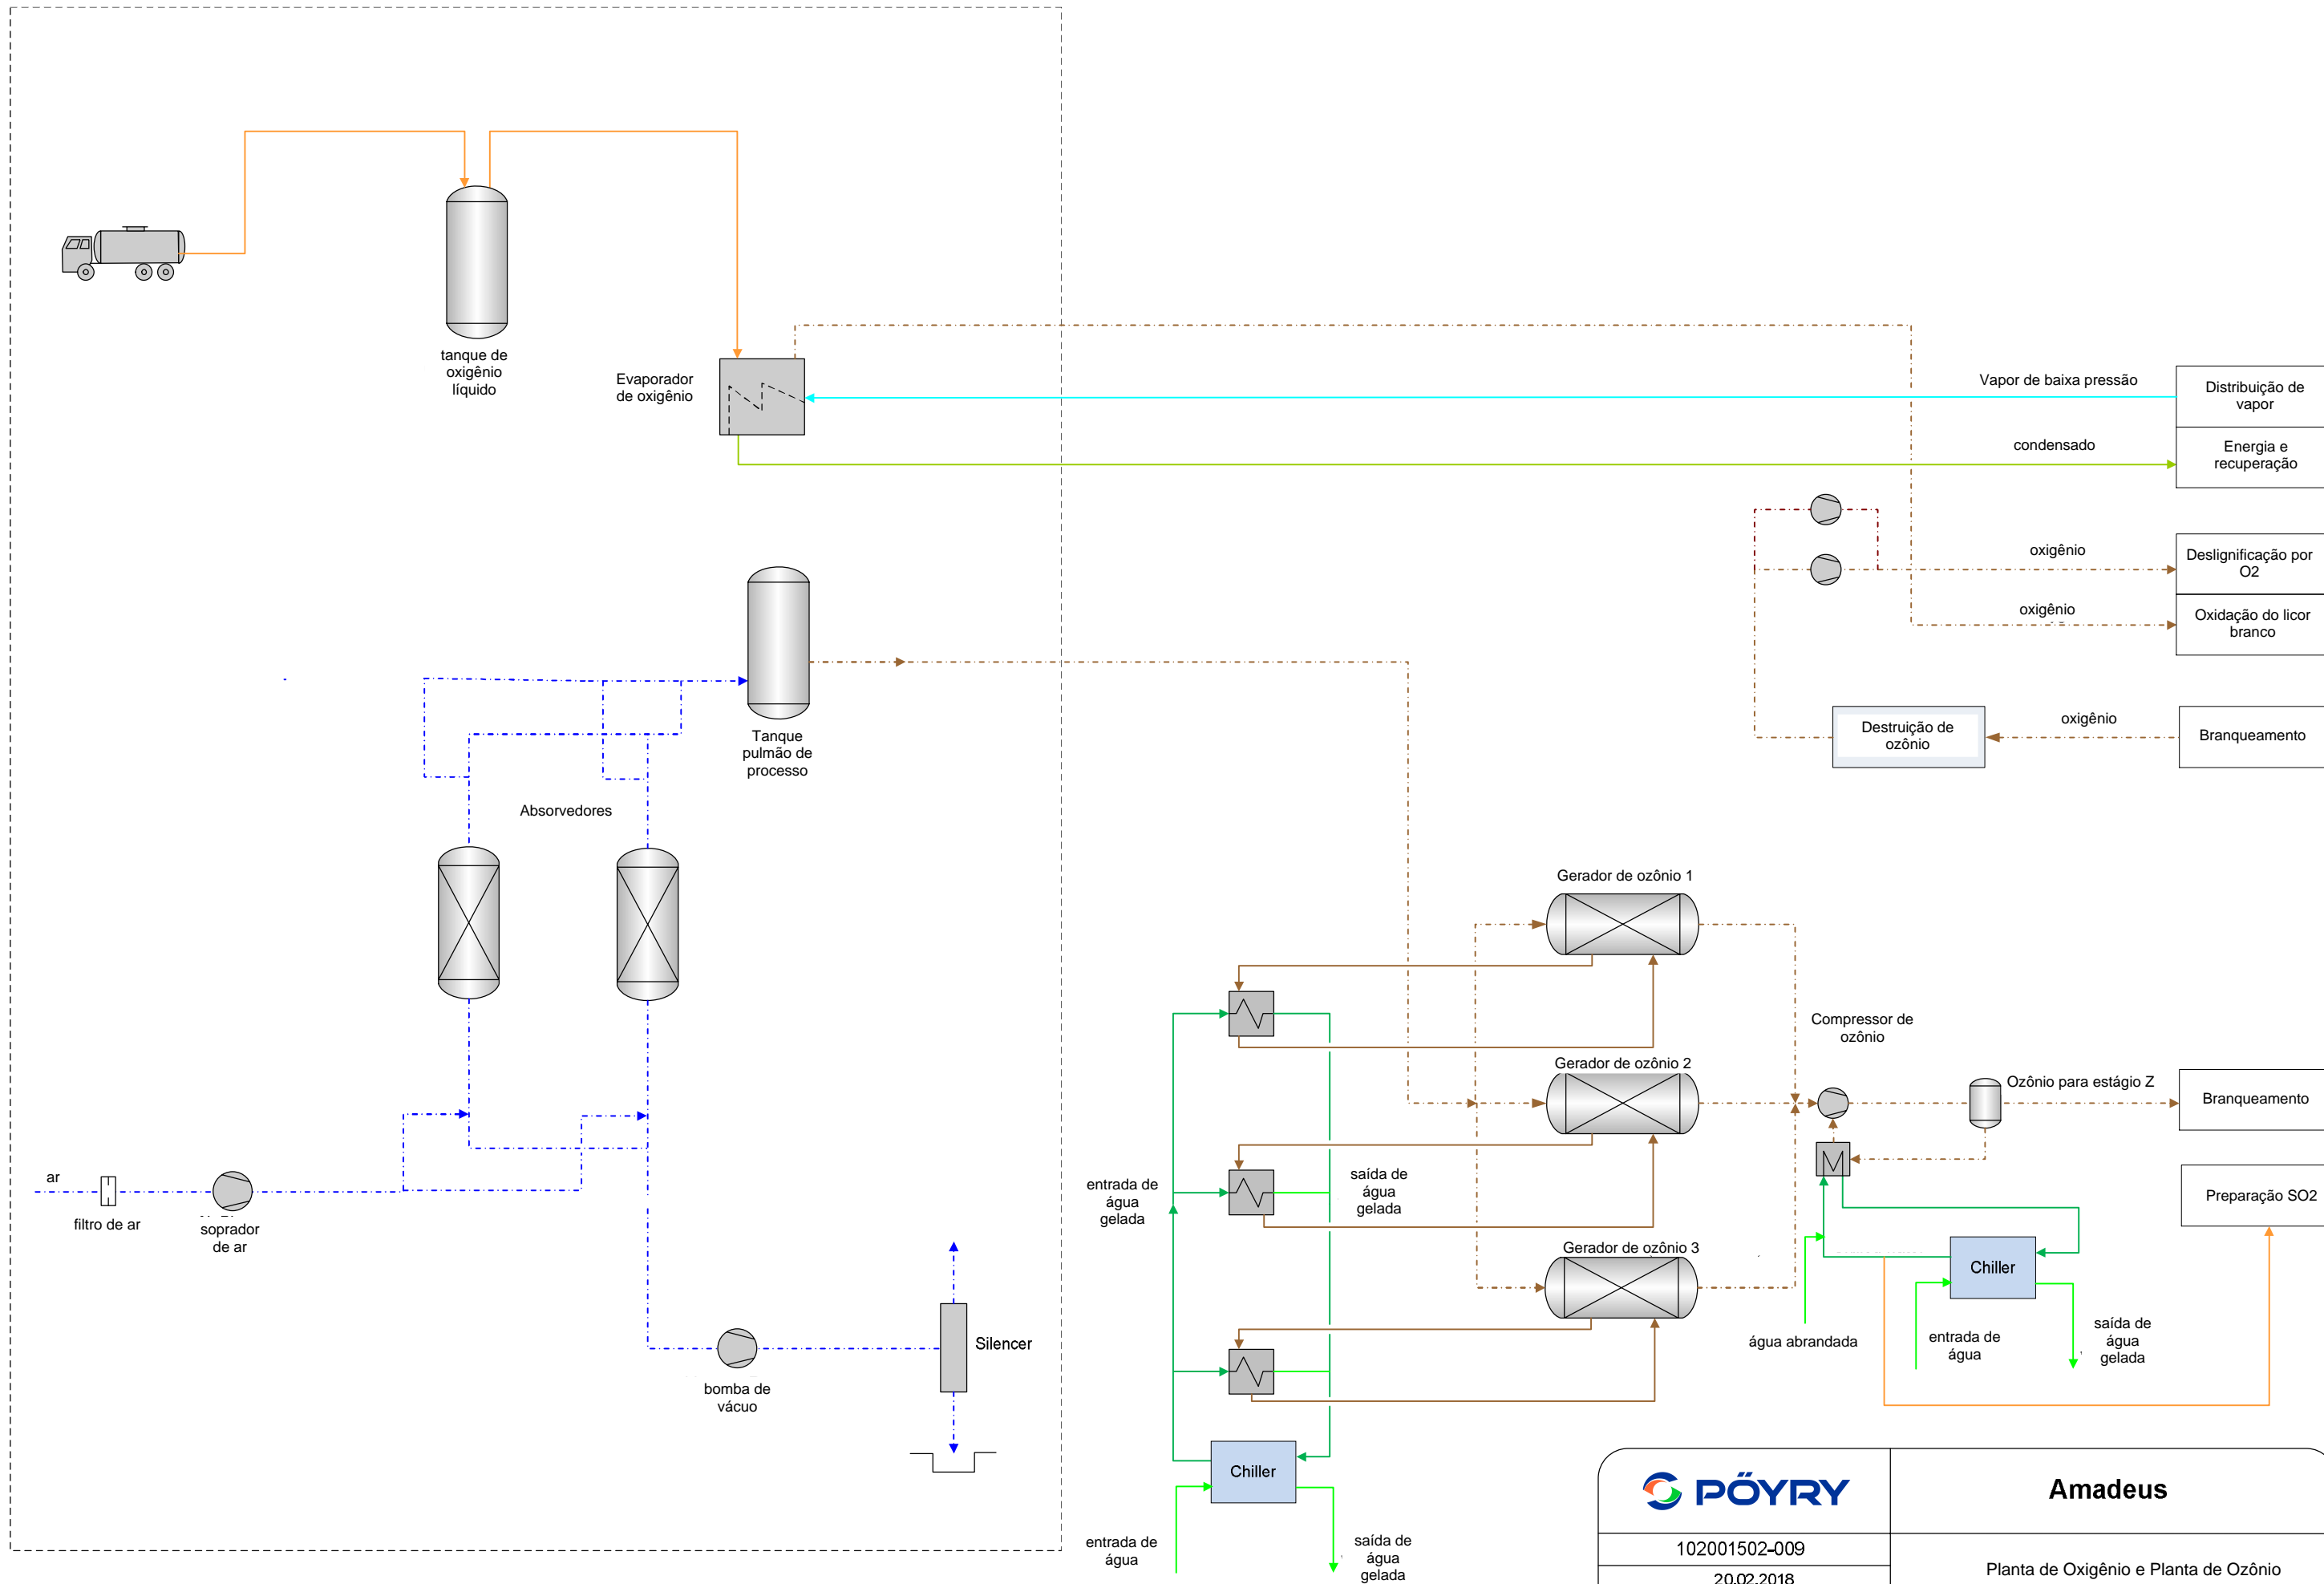 tanque de
oxigênio
líquido
Evaporador
de oxigênio
Vapor de baixa pressão
Distribuição de
vapor
condensado
Energia e
recuperação
oxigênio
Deslignificação por
O2
oxigênio
Oxidação do licor
branco
oxigênio
Destruição de
ozônio
Branqueamento
Tanque
pulmão de
processo
Absorvedores
Gerador de ozônio 1
Compressor de
ozônio
Gerador de ozônio 2
Ozônio para estágio Z
Branqueamento
entrada de
água
gelada
saída de
água
gelada
Preparação SO2
ar
filtro de ar
soprador
de ar
Gerador de ozônio 3
Chiller
água abrandada
entrada de
água
saída de
água
gelada
Silencer
bomba de
vácuo
Chiller
entrada de
água
saída de
água
gelada
PÖYRY
Amadeus
102001502-009
20.02.2018
Planta de Oxigênio e Planta de Ozônio